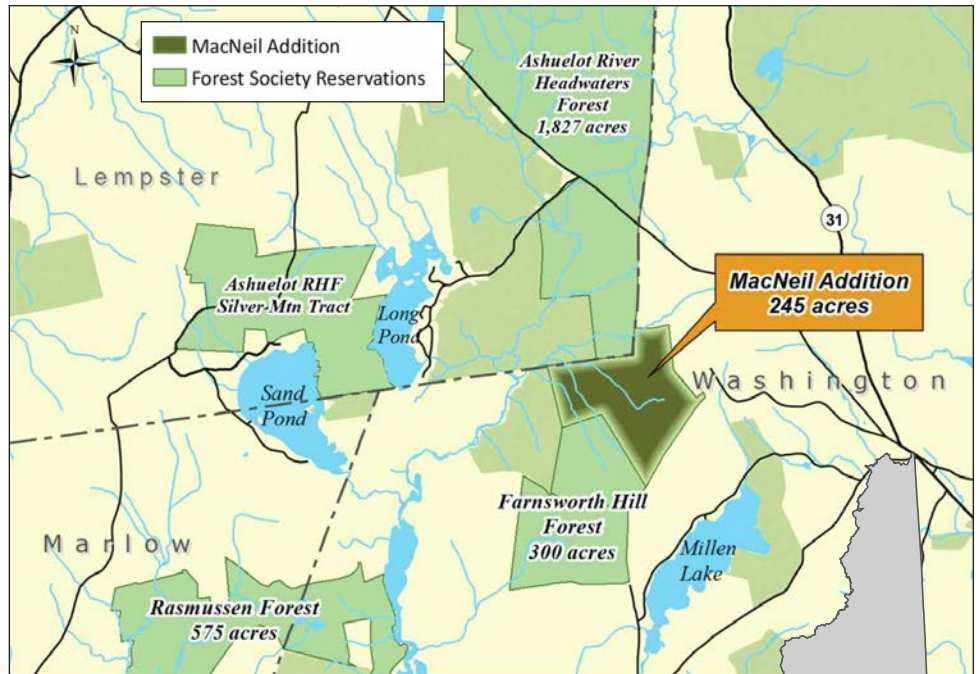 N
MacNeil Addition
Forest Society Reservations
Ashuelot River
Headwaters
Forest
1,827 acres
Lempster
31
MacNeil Addition
245 acres
Ashuelot RHF
Silver-Mtn Tract
Long
Pond
Washington
Sand
Pond
Farnsworth Hill
Forest
300 acres
Marlow
Millen
Lake
Rasmussen Forest
575 acres